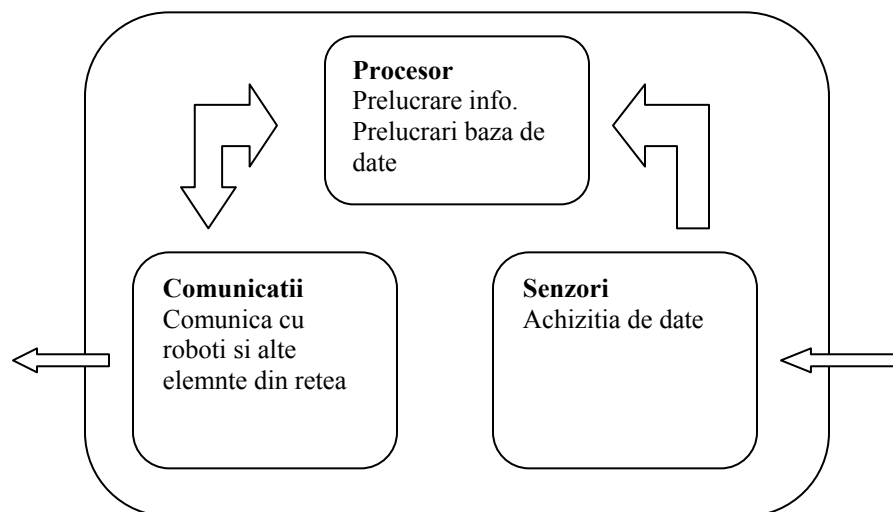 Procesor
Prelucrare info.
Prelucrari baza de
date
Comunicatii
Comunica cu
roboti si alte
elemnte din retea
Senzori
Achizitia de date